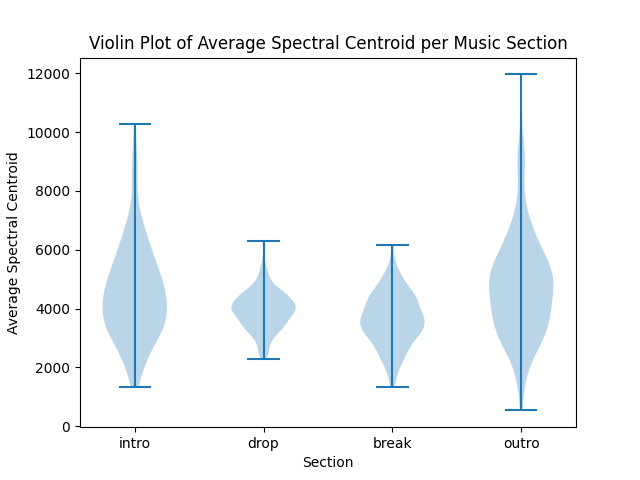 Violin Plot of Average Spectral Centroid per Music Section
12000
10000
8000
6000
4000
2000
0
Average Spectral Centroid
intro drop break outro
Section